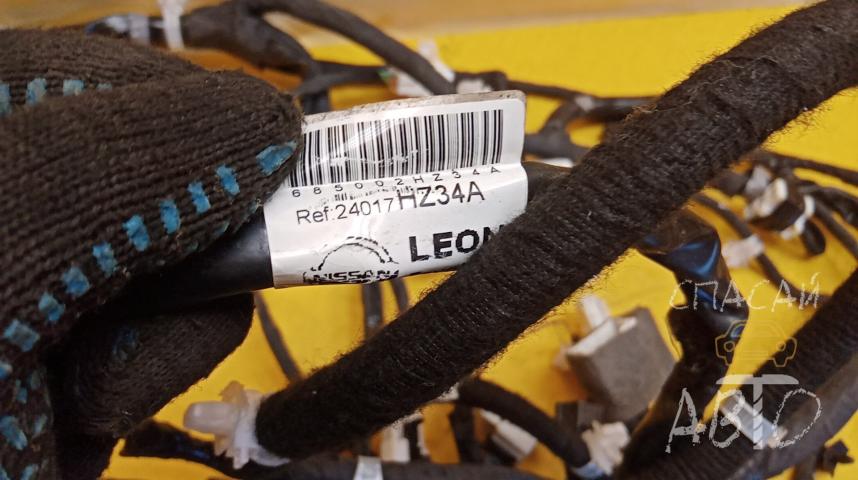 685002HZ34A
Ref:24017HZ34A
LEON
NISSAN
СПАСАЙ
АВТО